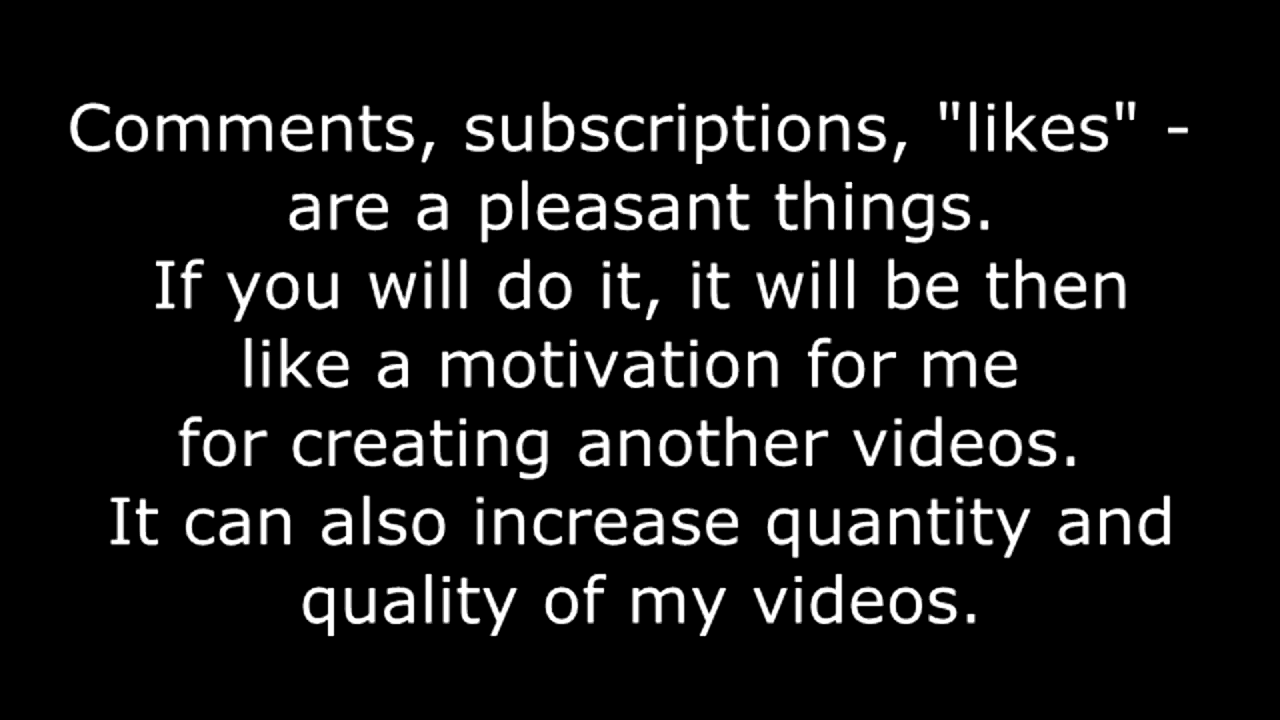 Comments, subscriptions, "likes" -
are a pleasant things.
If you will do it, it will be then
like a motivation for me
for creating another videos.
It can also increase quantity and
quality of my videos.